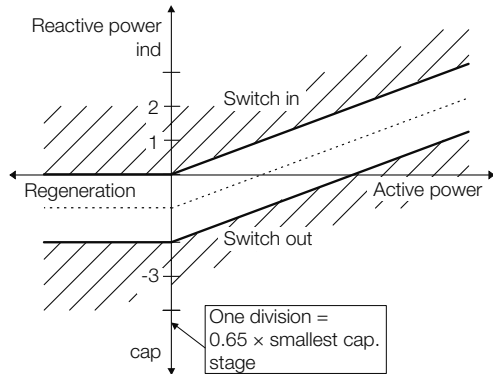 Reactive power
ind
2
Switch in
1
Regeneration
Active power
Switch out
-3
One division =
0.65 × smallest cap.
stage
cap